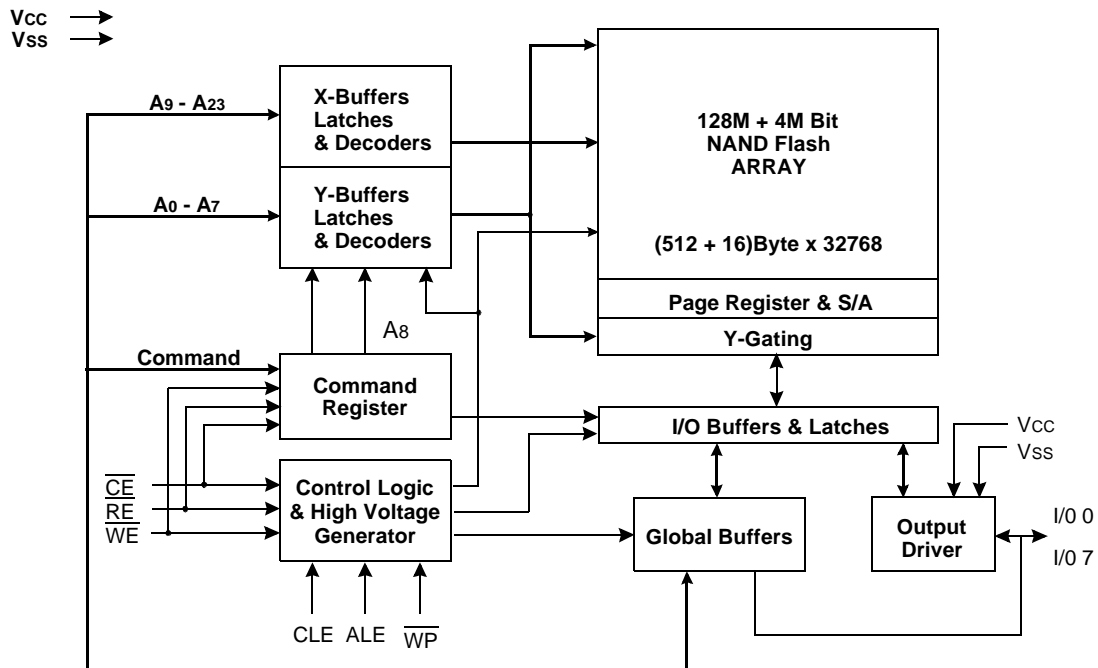 VCC
VSS
A9 - A23
X-Buffers
Latches
& Decoders
128M + 4M Bit
NAND Flash
ARRAY
A0 - A7
Y-Buffers
Latches
& Decoders
(512 + 16)Byte x 32768
Page Register & S/A
Y-Gating
A8
Command
Command
Register
I/O Buffers & Latches
VCC
VSS
CE
RE
WE
Control Logic
& High Voltage
Generator
Global Buffers
Output
Driver
I/0 0
I/0 7
CLE
ALE
WP